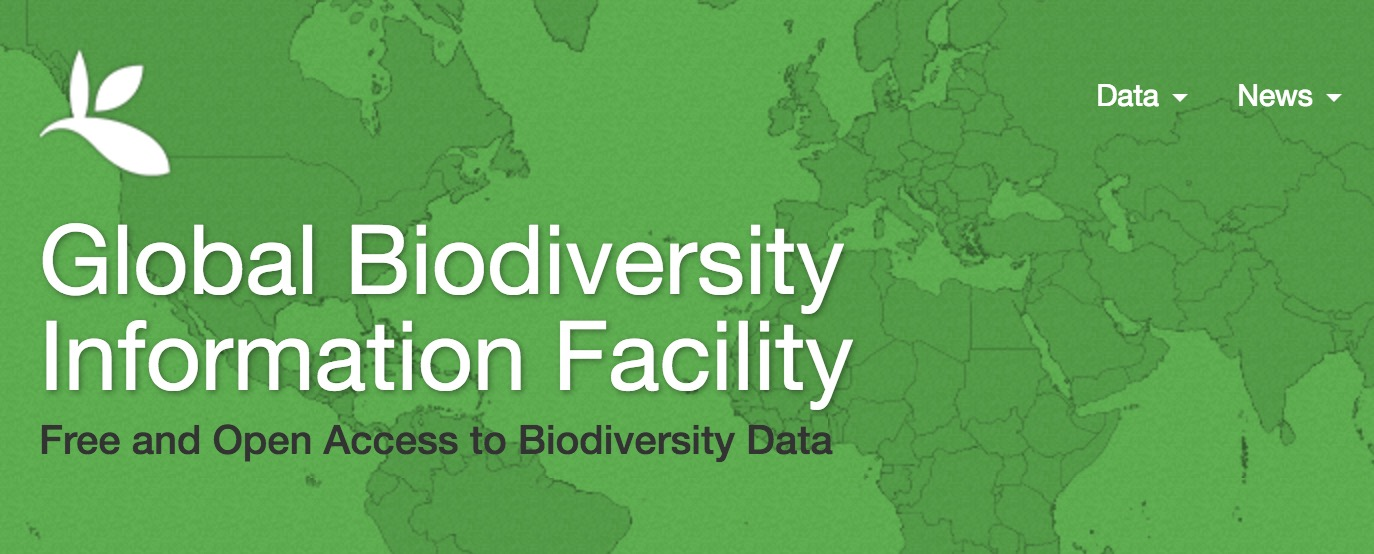 Data
News
Global Biodiversity
Information Facility
Free and Open Access to Biodiversity Data